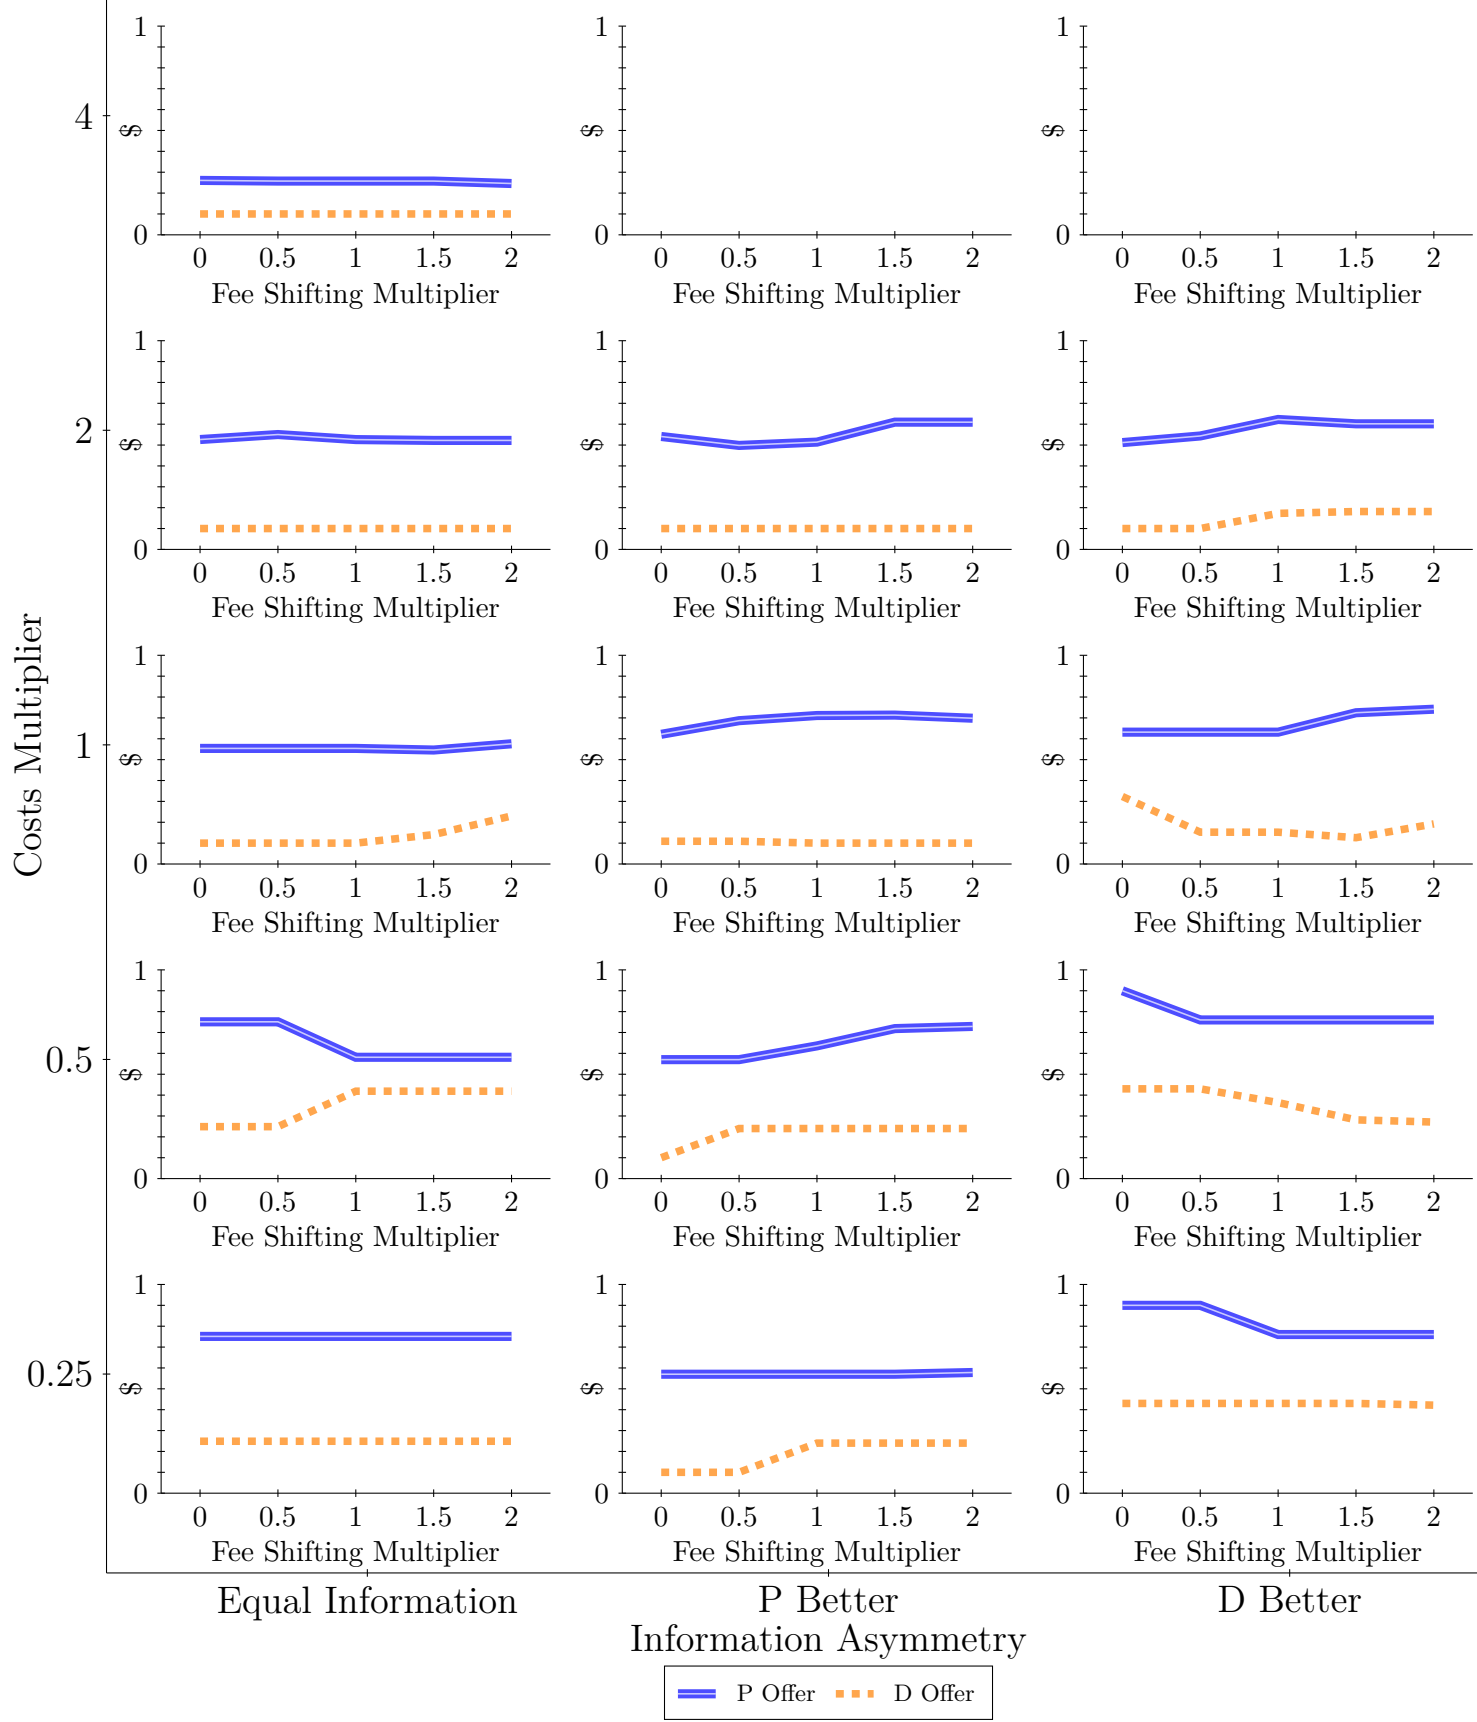 1 1 1
4 $ $ $
0 0 0
0 0.5 1 1.5 2 0 0.5 1 1.5 2 0 0.5 1 1.5 2
Fee Shifting Multiplier Fee Shifting Multiplier Fee Shifting Multiplier
1 1 1
2 $ $ $
0 0 0
0 0.5 1 1.5 2 0 0.5 1 1.5 2 0 0.5 1 1.5 2
Fee Shifting Multiplier Fee Shifting Multiplier Fee Shifting Multiplier
Costs Multiplier
1 1 1
1 $ $ $
0 0 0
0 0.5 1 1.5 2 0 0.5 1 1.5 2 0 0.5 1 1.5 2
Fee Shifting Multiplier Fee Shifting Multiplier Fee Shifting Multiplier
1 1 1
0.5 $ $ $
0 0 0
0 0.5 1 1.5 2 0 0.5 1 1.5 2 0 0.5 1 1.5 2
Fee Shifting Multiplier Fee Shifting Multiplier Fee Shifting Multiplier
1 1 1
0.25 $ $ $
0 0 0
0 0.5 1 1.5 2 0 0.5 1 1.5 2 0 0.5 1 1.5 2
Fee Shifting Multiplier Fee Shifting Multiplier Fee Shifting Multiplier
Equal Information P Better D Better
Information Asymmetry
P Offer D Offer